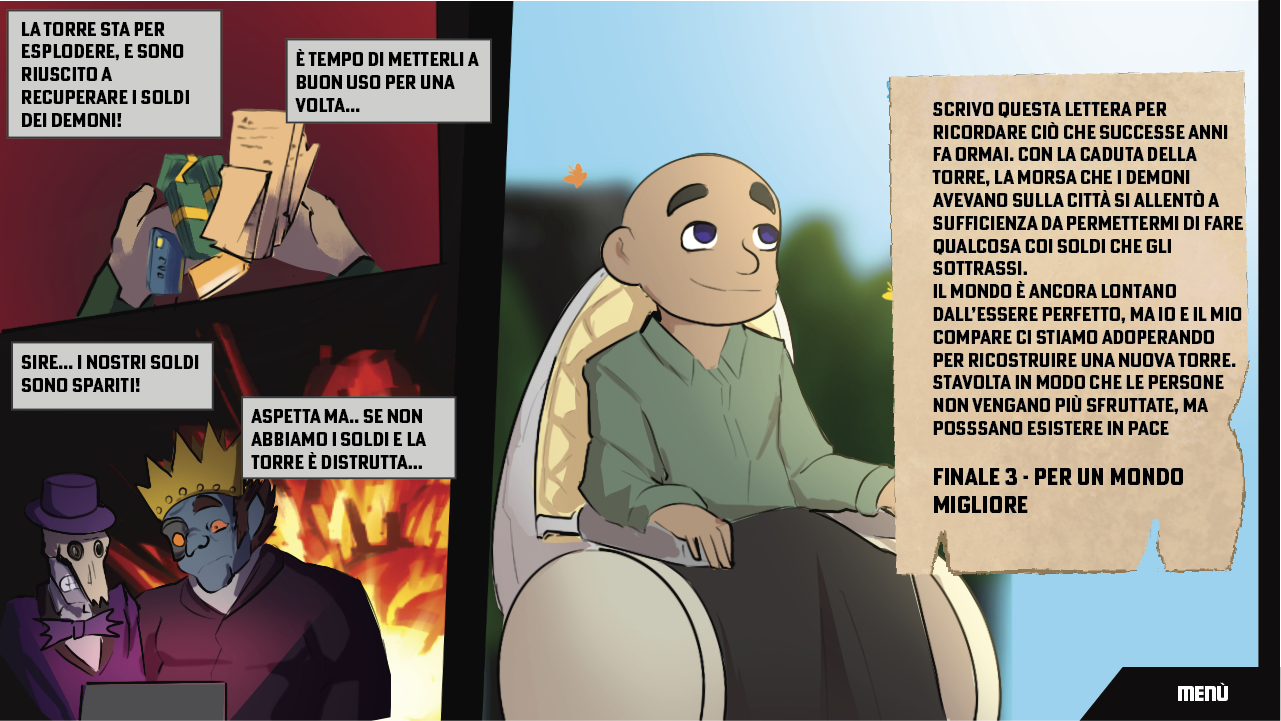 LA TORRE STA PER
ESPLODERE, E SONO
RIUSCITO A
RECUPERARE I SOLDI
DEI DEMONI!
È TEMPO DI METTERLI A
BUON USO PER UNA
VOLTA...
SIRE... I NOSTRI SOLDI
SONO SPARITI!
ASPETTA MA.. SE NON
ABBIAMO I SOLDI E LA
TORRE È DISTRUTTA...
SCRIVO QUESTA LETTERA PER
RICORDARE CIÒ CHE SUCCESSE ANNI
FA ORMAI. CON LA CADUTA DELLA
TORRE, LA MORSA CHE I DEMONI
AVEVANO SULLA CITTÀ SI ALLENTÒ A
SUFFICIENZA DA PERMETTERMI DI FARE
QUALCOSA COI SOLDI CHE GLI
SOTTRASSI.
IL MONDO È ANCORA LONTANO
DALL'ESSERE PERFETTO, MA IO E IL MIO
COMPARE CI STIAMO ADOPERANDO
PER RICOSTRUIRE UNA NUOVA TORRE.
STAVOLTA IN MODO CHE LE PERSONE
NON VENGANO PIÙ SFRUTTATE, MA
POSSSANO ESISTERE IN PACE
FINALE 3 - PER UN MONDO
MIGLIORE
MENÙ